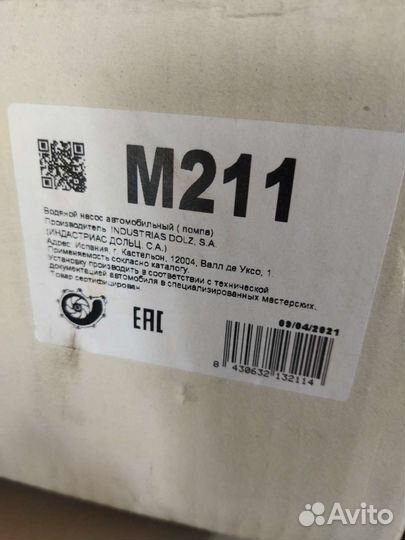 M211
Водяной насос автомобильный ( помпа)
Производитель INDUSTRIAS DOLZ, S.A.
(ИНДАСТРИАС ДОЛЬЦ, С.А.)
Адрес: Испания, г. Кастельон, 12004, Валл де Уксо, 1.
Применяемость согласно каталогу.
Установку производить в соответствии с технической
документацией автомобиля в специализированных мастерских.
Товар сертифицирован.
EAC
09/04/2021
8 430632 132114
Avito